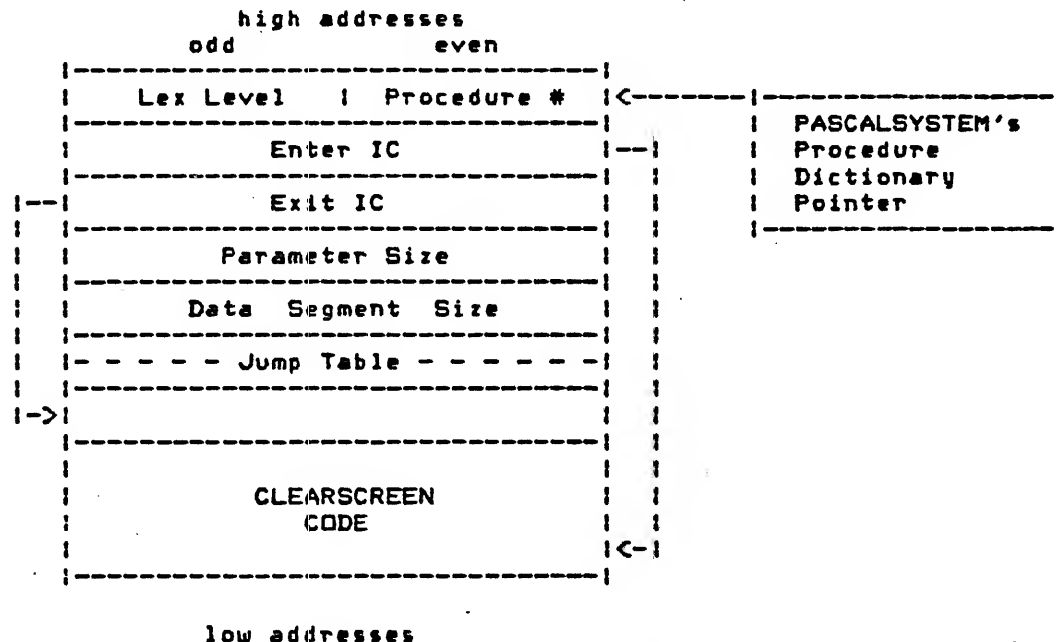 high addresses
odd even
Lex Level Procedure #
Enter IC
Exit IC
Parameter Size
Data Segment Size
Jump Table
CLEARSCREEN
CODE
low addresses
PASCALSYSTEM's
Procedure
Dictionary
Pointer